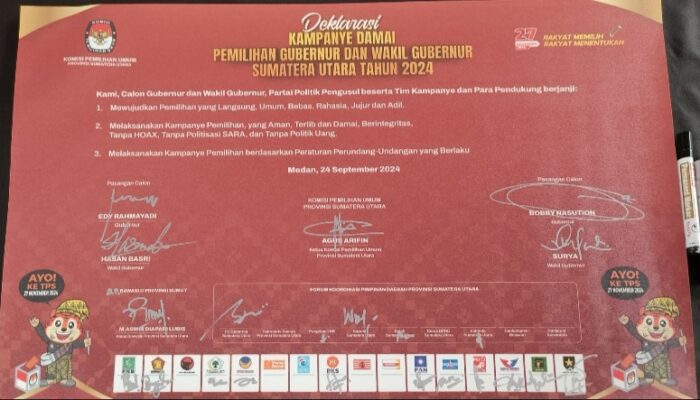 Deklarasi
KAMPANYE DAMAI
PEMILIHAN GUBERNUR DAN WAKIL GUBERNUR
SUMATERA UTARA TAHUN 2024
KOMISI PEMILIHAN UMUM
PROVINSI SUMATERA UTARA
27
RAKYAT MEMILIH
RAKYAT MENENTUKAN
Kami, Calon Gubernur dan Wakil Gubernur, Partai Politik Pengusul beserta Tim Kampanye dan Para Pendukung berjanji:
1. Mewujudkan Pemilihan yang Langsung, Umum, Bebas, Rahasia, Jujur dan Adil.
2. Melaksanakan Kampanye Pemilihan, yang Aman, Tertib dan Damai, Berintegritas,
Tanpa HOAX, Tanpa Politisasi SARA, dan Tanpa Politik Uang.
3. Melaksanakan Kampanye Pemilihan berdasarkan Peraturan Perundang-Undangan yang Berlaku
Medan, 24 September 2024
Pasangan Calon
EDY RAHMAYADI
Gubernur
HASAN BASRI
Wakil Gubernur
KOMISI PEMILIHAN UMUM
PROVINSI SUMATERA UTARA
AGUS ARIFIN
Ketua Komisi Pemilihan Umum
Provinsi Sumatera Utara
Pasangan Calon
BOBBY NASUTION
Gubernur
SURYA
Wakil Gubernur
AYO!
KE TPS
27 NOVEMBER 2024
BAWASLU PROVINSI SUMUT
FORUM KOORDINASI PIMPINAN DAERAH PROVINSI SUMATERA UTARA
AYO!
KE TPS
27 NOVEMBER 2024
PKS
PAN